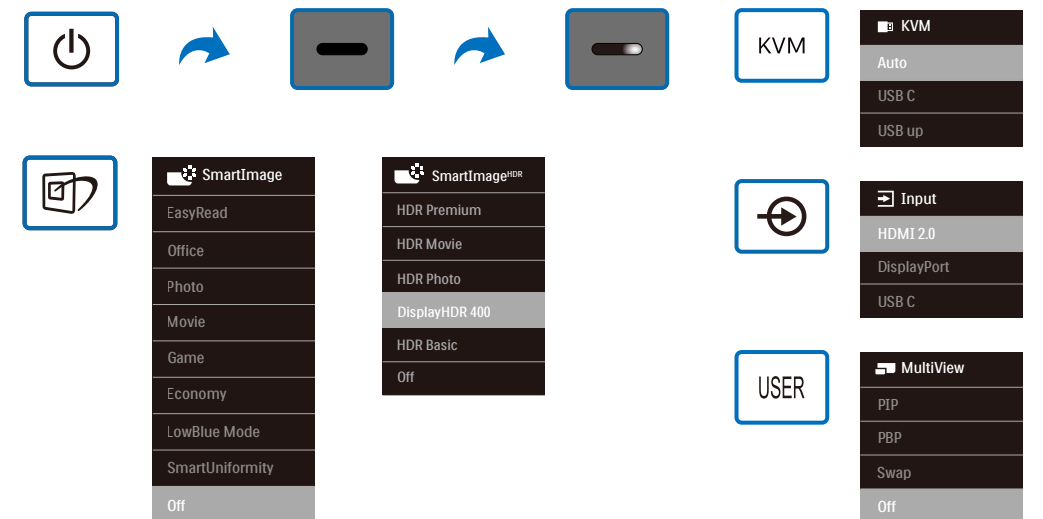 KVM
KVM
Auto
USB C
USB up
SmartImage
EasyRead
Office
Photo
Movie
Game
Economy
LowBlue Mode
SmartUniformity
Off
SmartImageHDR
HDR Premium
HDR Movie
HDR Photo
DisplayHDR 400
HDR Basic
Off
Input
HDMI 2.0
DisplayPort
USB C
USER
MultiView
PIP
PBP
Swap
Off